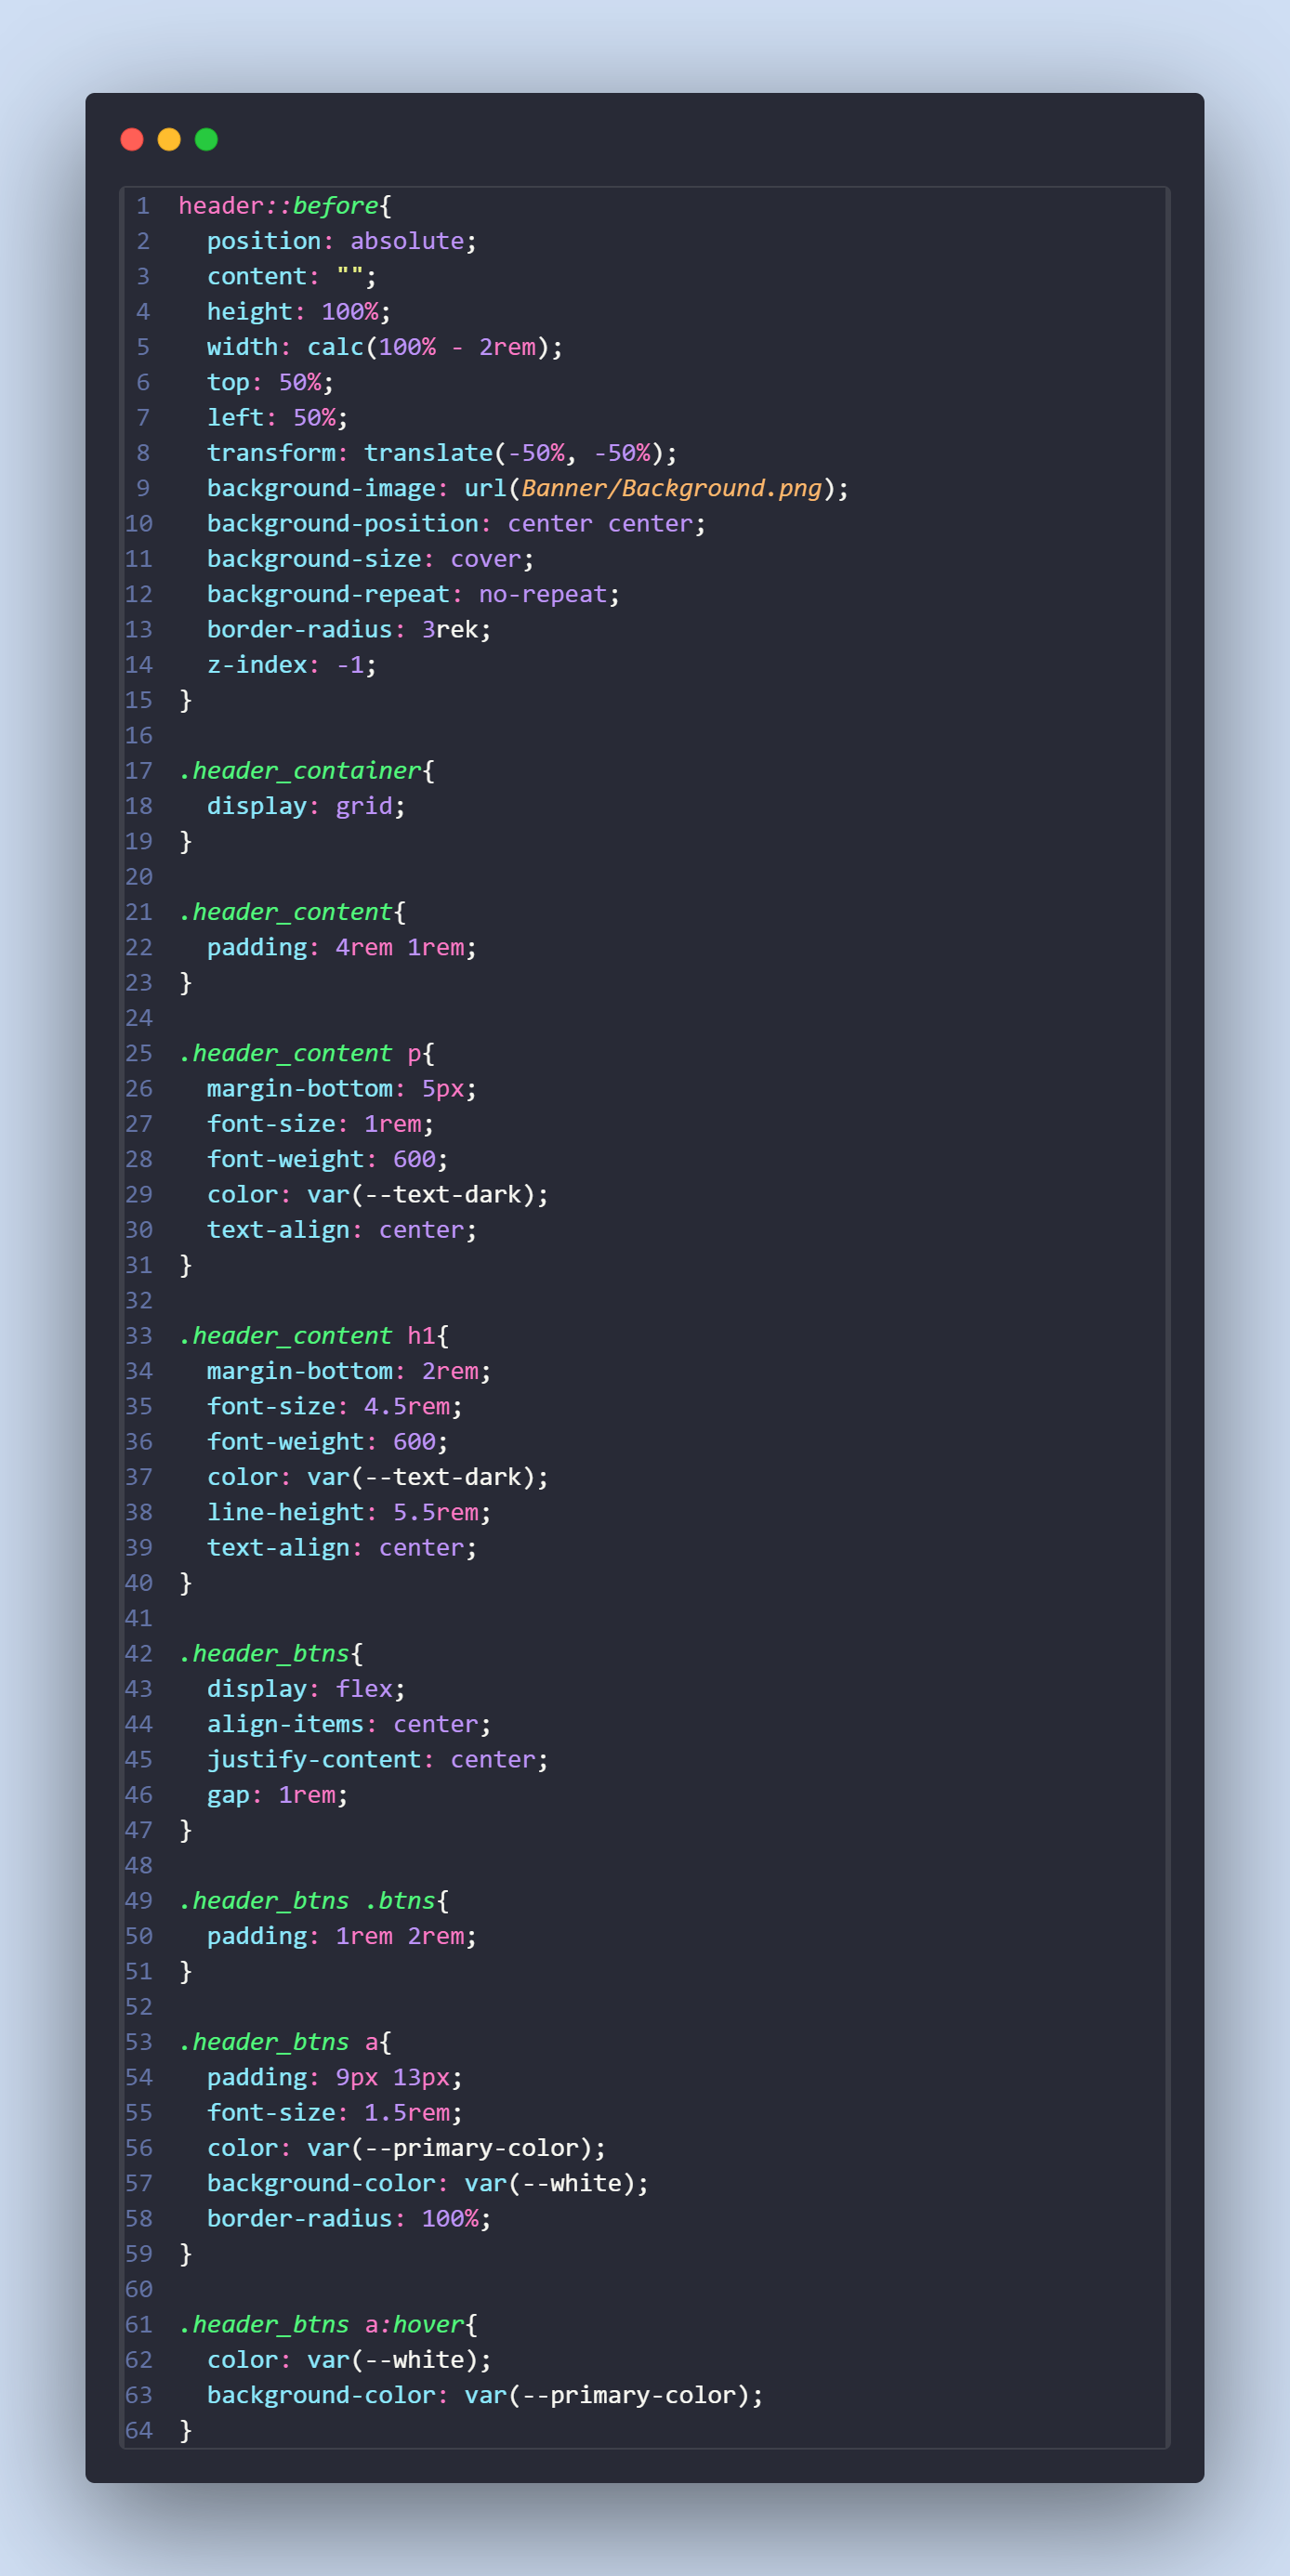 1 header::before{
2   position: absolute;
3   content: "";
4   height: 100%;
5   width: calc(100% - 2rem);
6   top: 50%;
7   left: 50%;
8   transform: translate(-50%, -50%);
9   background-image: url(Banner/Background.png);
10   background-position: center center;
11   background-size: cover;
12   background-repeat: no-repeat;
13   border-radius: 3rek;
14   z-index: -1;
15 }
16
17 .header_container{
18   display: grid;
19 }
20
21 .header_content{
22   padding: 4rem 1rem;
23 }
24
25 .header_content p{
26   margin-bottom: 5px;
27   font-size: 1rem;
28   font-weight: 600;
29   color: var(--text-dark);
30   text-align: center;
31 }
32
33 .header_content h1{
34   margin-bottom: 2rem;
35   font-size: 4.5rem;
36   font-weight: 600;
37   color: var(--text-dark);
38   line-height: 5.5rem;
39   text-align: center;
40 }
41
42 .header_btns{
43   display: flex;
44   align-items: center;
45   justify-content: center;
46   gap: 1rem;
47 }
48
49 .header_btns .btns{
50   padding: 1rem 2rem;
51 }
52
53 .header_btns a{
54   padding: 9px 13px;
55   font-size: 1.5rem;
56   color: var(--primary-color);
57   background-color: var(--white);
58   border-radius: 100%;
59 }
60
61 .header_btns a:hover{
62   color: var(--white);
63   background-color: var(--primary-color);
64 }